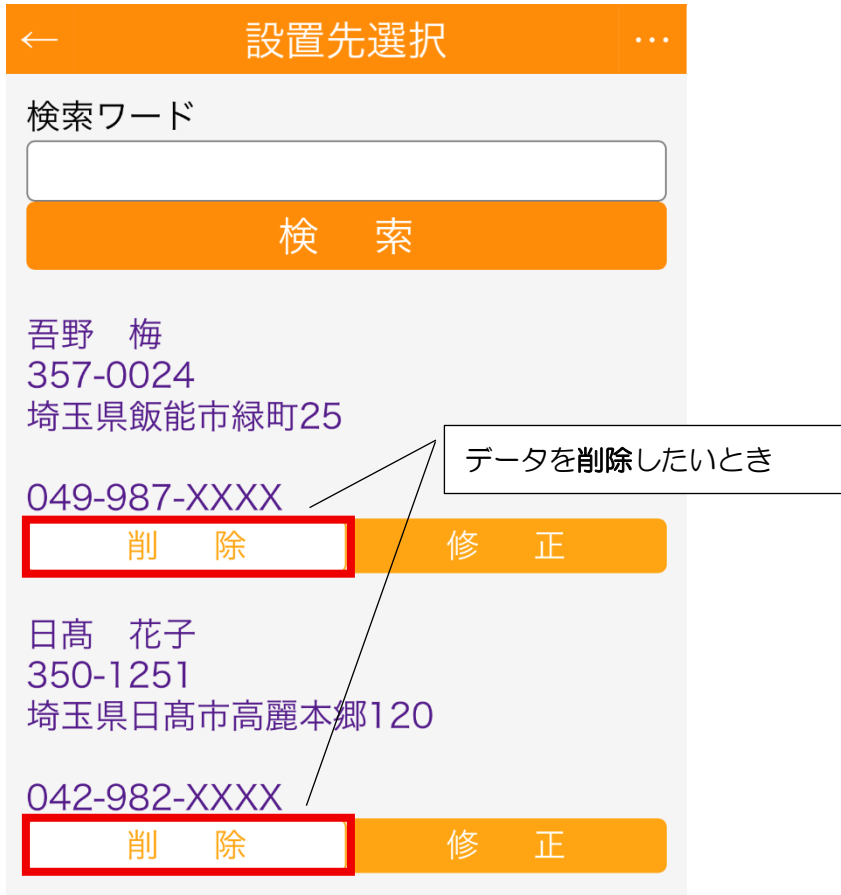 ← 設置先選択 …
検索ワード
検　索
吾野　梅
357-0024
埼玉県飯能市緑町25
データを削除したいとき
049-987-XXXX
削　除 修　正
日髙　花子
350-1251
埼玉県日髙市高麗本郷120
042-982-XXXX
削　除 修　正